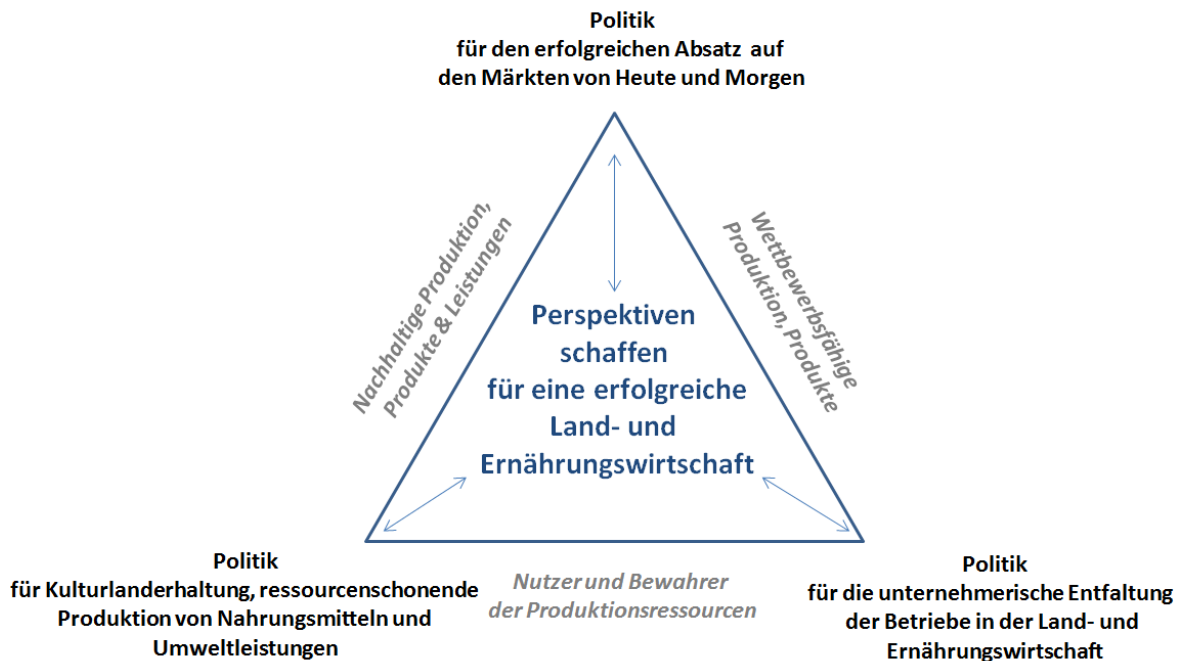 Politik
für den erfolgreichen Absatz auf
den Märkten von Heute und Morgen
Nachhaltige Produktion,
Produkte & Leistungen
Wettbewerbsfähige
Produktion, Produkte
Perspektiven
schaffen
für eine erfolgreiche
Land- und
Ernährungswirtschaft
Politik
für Kulturlanderhaltung, ressourcenschonende
Produktion von Nahrungsmitteln und
Umweltleistungen
Nutzer und Bewahrer
der Produktionsressourcen
Politik
für die unternehmerische Entfaltung
der Betriebe in der Land- und
Ernährungswirtschaft